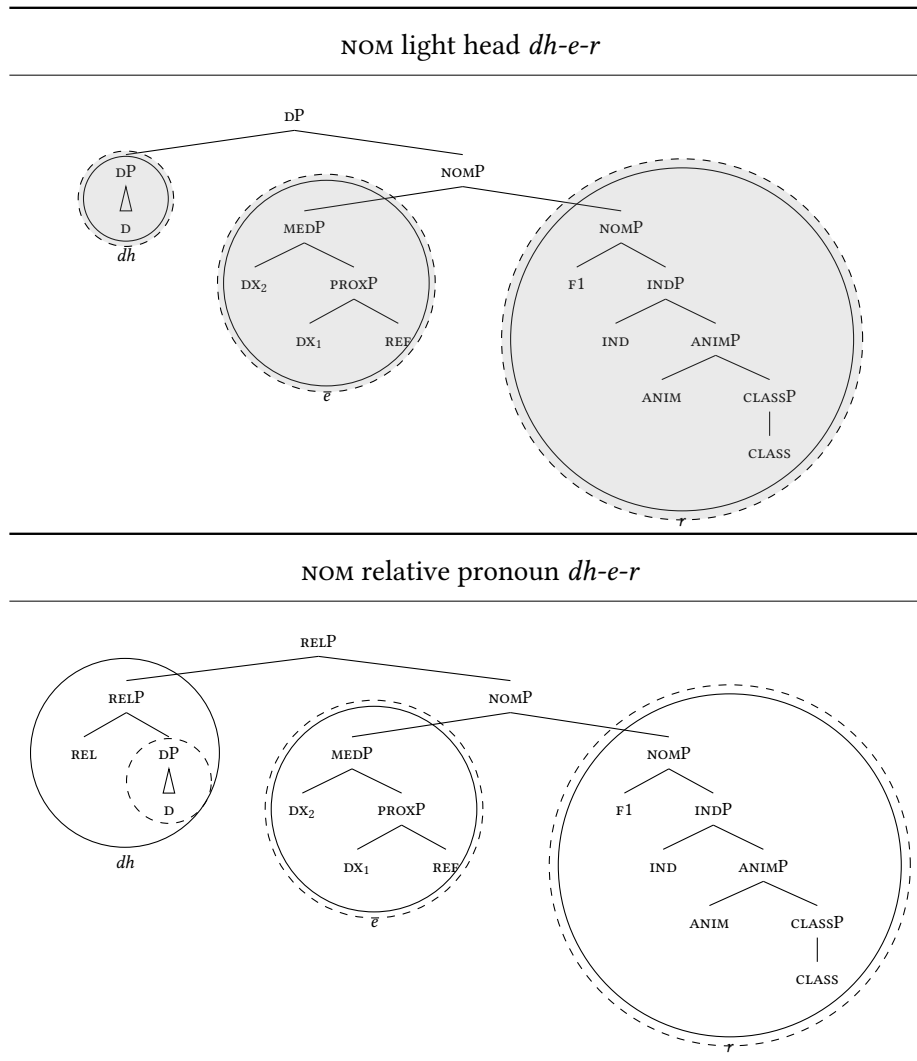 NOM light head dh-e-r
DP
DP NOMP
D MEDP NOMP
dh DX₂ PROXP F1 INDP
DX₁ REF IND ANIMP
e ANIM CLASSP
CLASS
r
NOM relative pronoun dh-e-r
RELP
RELP NOMP
REL DP MEDP NOMP
D DX₂ PROXP F1 INDP
dh DX₁ REF IND ANIMP
e ANIM CLASSP
CLASS
r